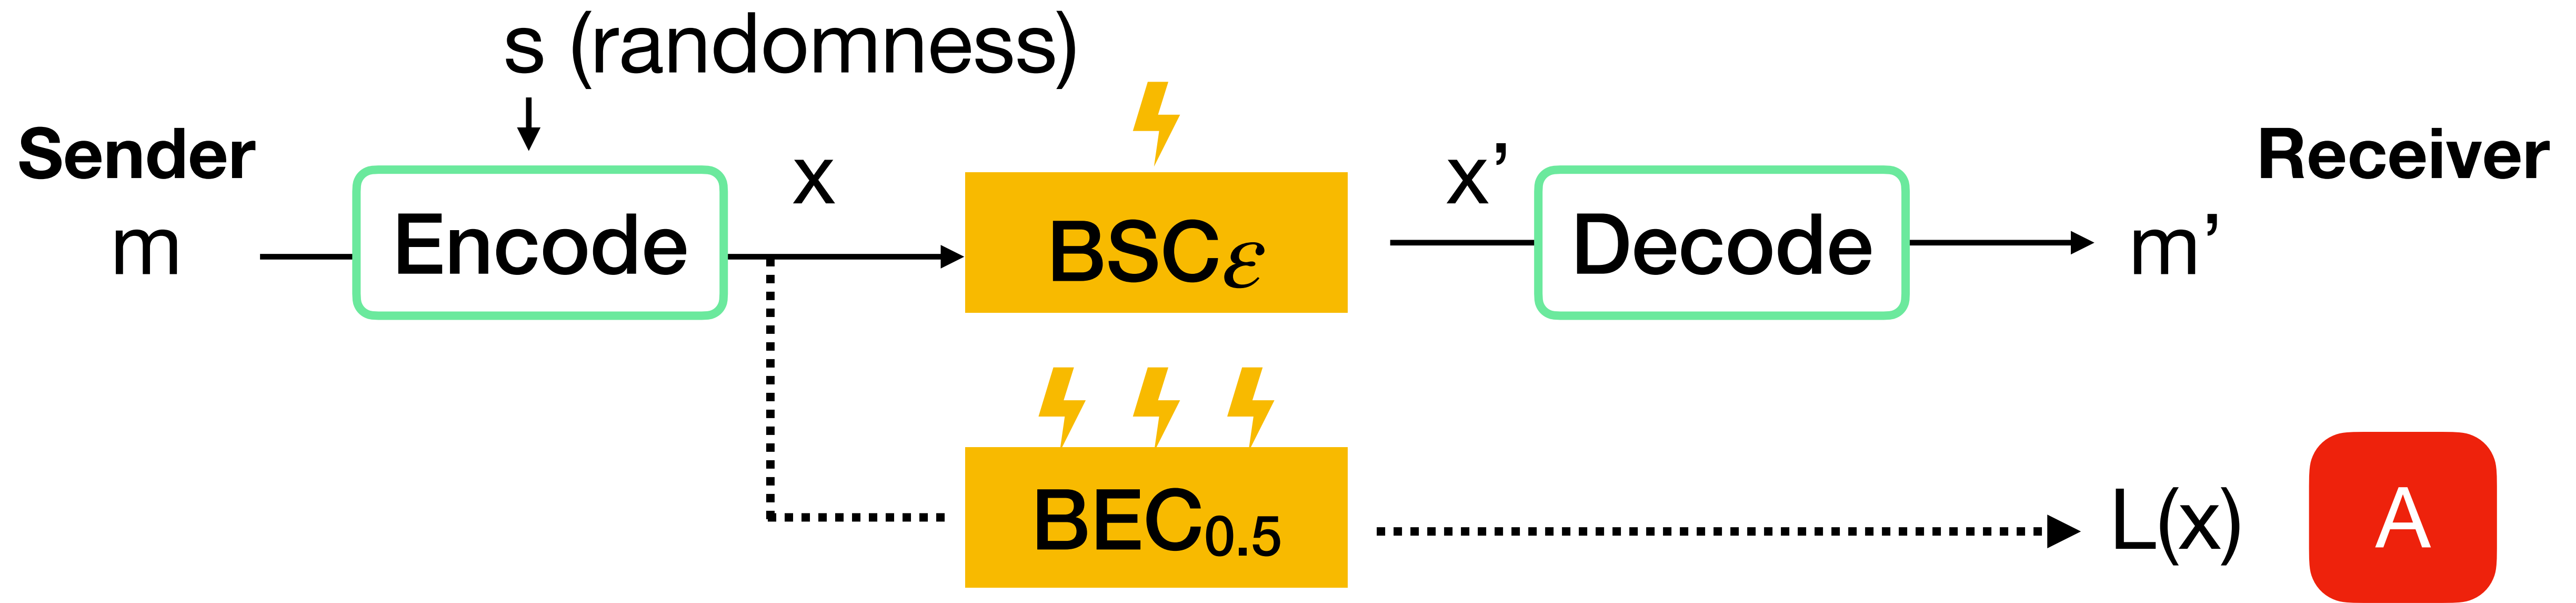 s (randomness)
Sender
Receiver
m
Encode
x
BSCε
x’
Decode
m’
BEC0.5
L(x)
A